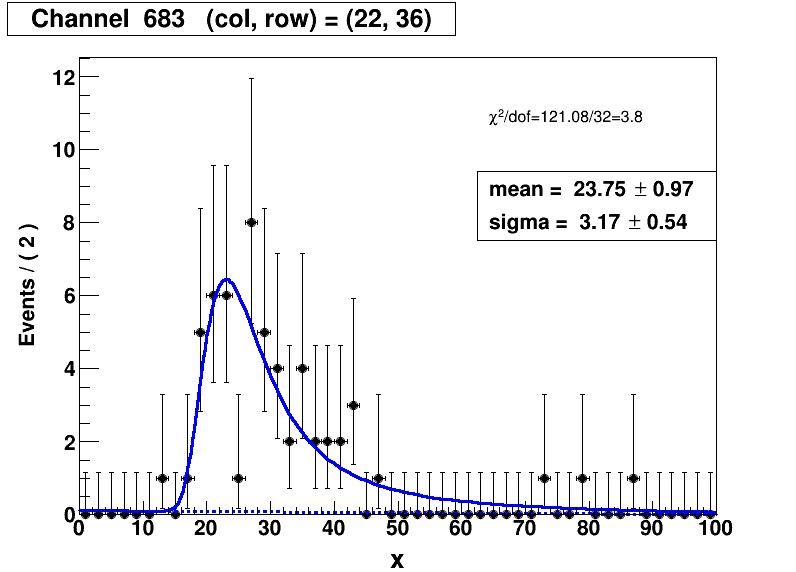 Channel 683 (col, row) = (22, 36)
χ²/dof=121.08/32=3.8
mean = 23.75 ± 0.97
sigma = 3.17 ± 0.54
Events / ( 2 )
12
10
8
6
4
2
0
0 10 20 30 40 50 60 70 80 90 100
x